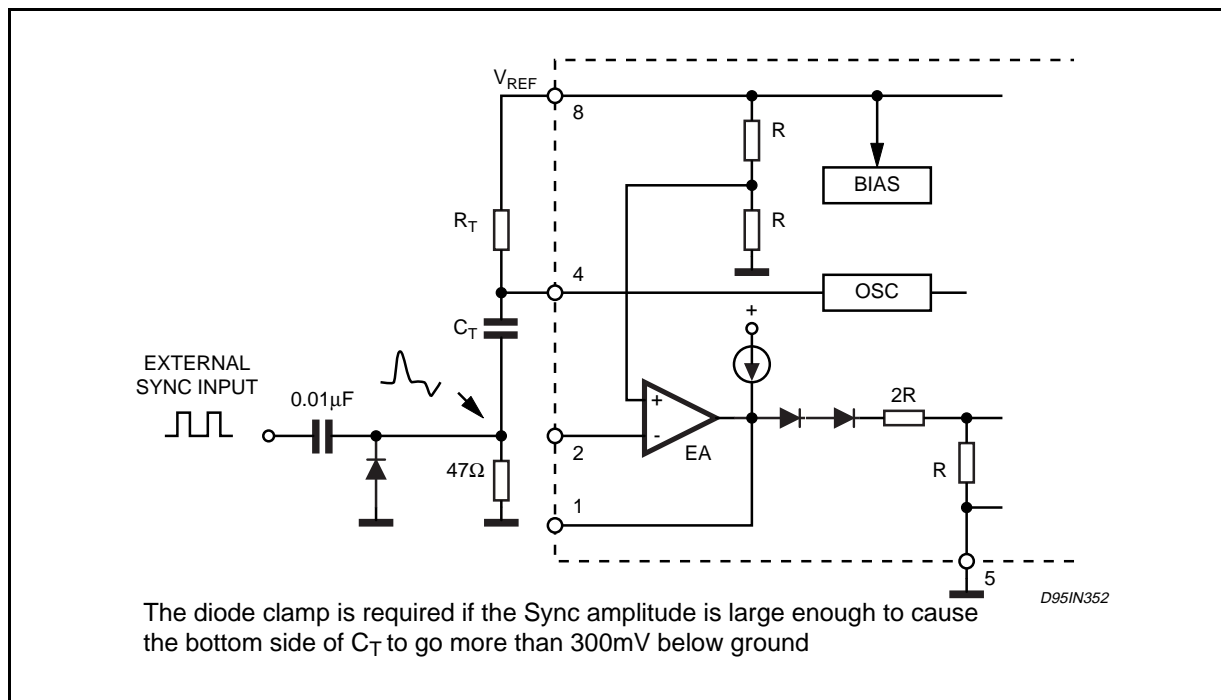 VREF
8
R
BIAS
R
RT
4
OSC
CT
+
EXTERNAL
SYNC INPUT
0.01μF
+
2R
-
2
EA
47Ω
R
1
5
D95IN352
The diode clamp is required if the Sync amplitude is large enough to cause
the bottom side of CT to go more than 300mV below ground